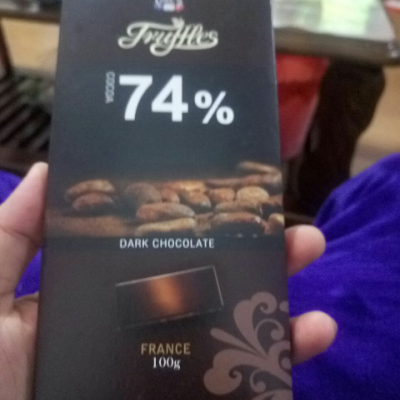 Truffles
COCOA
74%
DARK CHOCOLATE
FRANCE
100g